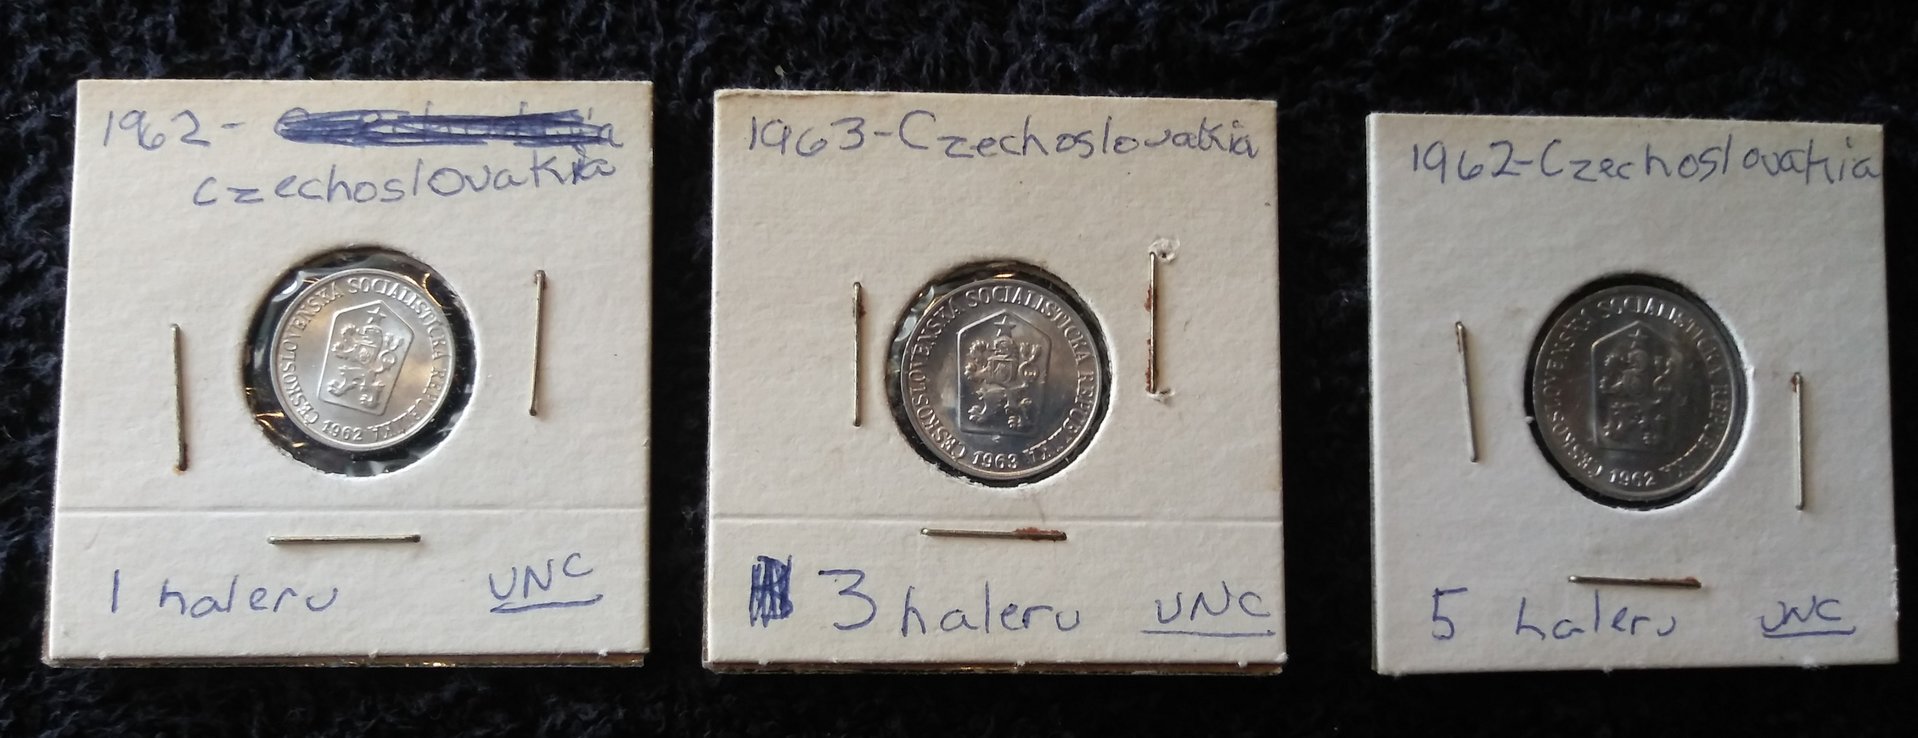 1962-
Czechoslovakia
ČESKOSLOVENSKÁ SOCIALISTICKÁ REPUBLIKA
1962
1 haleru UNC
1963-Czechoslovakia
ČESKOSLOVENSKÁ SOCIALISTICKÁ REPUBLIKA
1963
3 haleru UNC
1962-Czechoslovakia
ČESKOSLOVENSKÁ SOCIALISTICKÁ REPUBLIKA
1962
5 haleru UNC